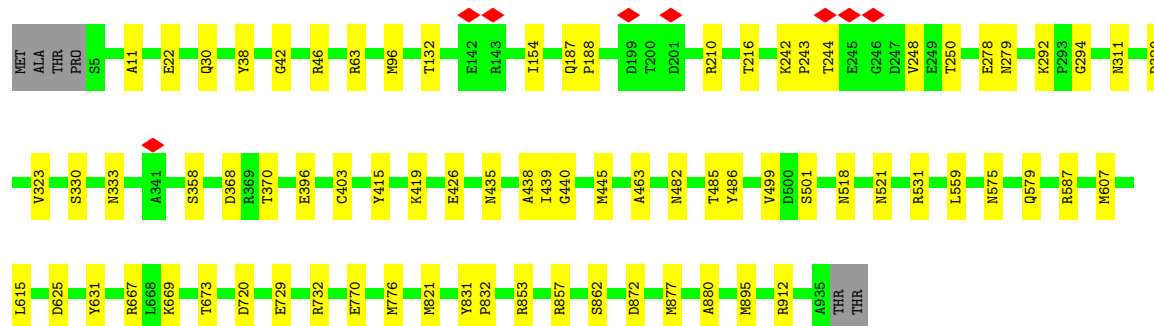 MET ALA THR PRO S5 A11 E22 Q30 Y38 G42 R46 R63 M96 T132 E142 R143 I154 Q187 P188 D199 T200 D201 R210 T216 K242 P243 T244 E245 G246 D247 V248 E249 T250 E278 N279 K292 P293 G294 N311
V323 S330 N333 A341 S358 D368 R369 T370 E396 C403 Y415 K419 E426 N435 A438 I439 G440 M445 A463 N482 T485 Y486 V499 D500 S501 N518 N521 R531 L559 N575 Q579 R587 M607
L615 D625 Y631 R667 L668 K669 T673 D720 E729 R732 E770 M776 M821 Y831 P832 R853 R857 S862 D872 M877 A880 M895 R912 A935 THR THR